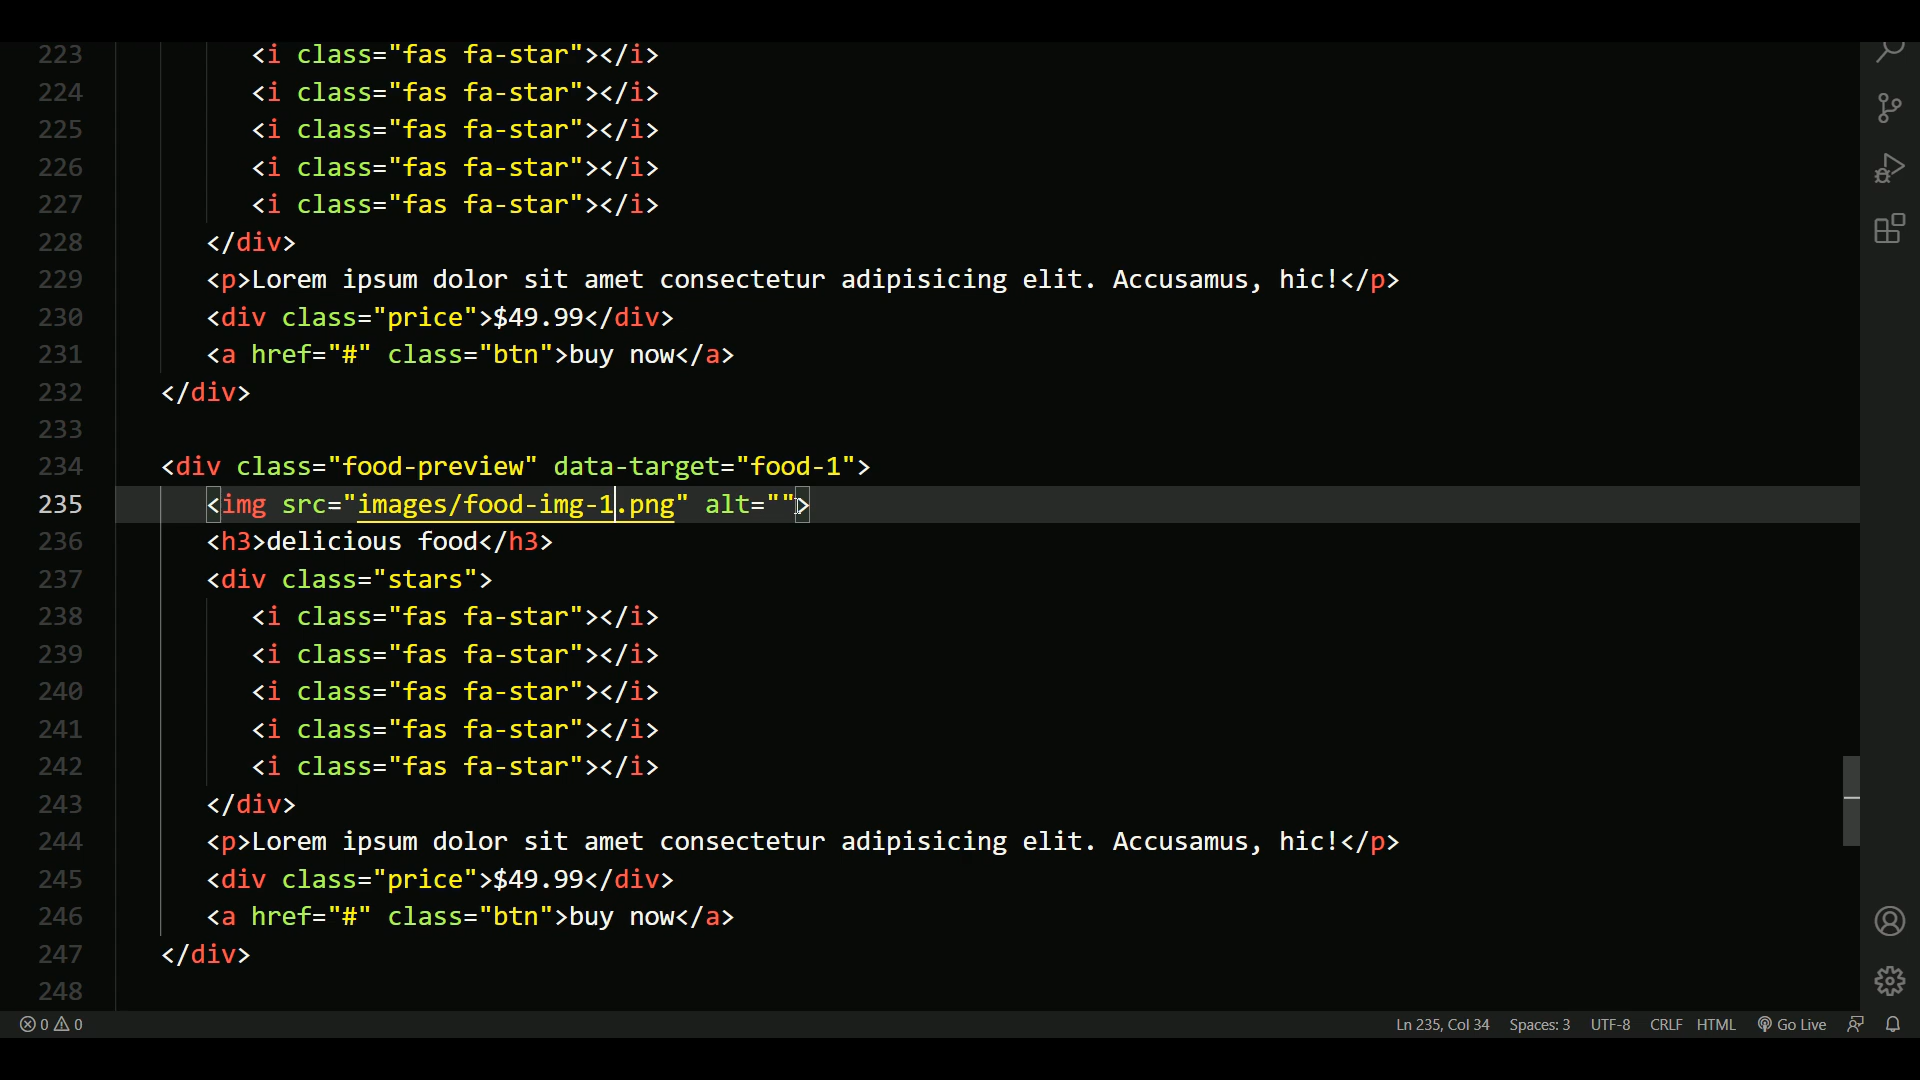 223 <i class="fas fa-star"></i>
224 <i class="fas fa-star"></i>
225 <i class="fas fa-star"></i>
226 <i class="fas fa-star"></i>
227 <i class="fas fa-star"></i>
228 </div>
229 <p>Lorem ipsum dolor sit amet consectetur adipisicing elit. Accusamus, hic!</p>
230 <div class="price">$49.99</div>
231 <a href="#" class="btn">buy now</a>
232 </div>
233
234 <div class="food-preview" data-target="food-1">
235 <img src="images/food-img-1.png" alt="">
236 <h3>delicious food</h3>
237 <div class="stars">
238 <i class="fas fa-star"></i>
239 <i class="fas fa-star"></i>
240 <i class="fas fa-star"></i>
241 <i class="fas fa-star"></i>
242 <i class="fas fa-star"></i>
243 </div>
244 <p>Lorem ipsum dolor sit amet consectetur adipisicing elit. Accusamus, hic!</p>
245 <div class="price">$49.99</div>
246 <a href="#" class="btn">buy now</a>
247 </div>
248
0 0 Ln 235, Col 34 Spaces: 3 UTF-8 CRLF HTML Go Live